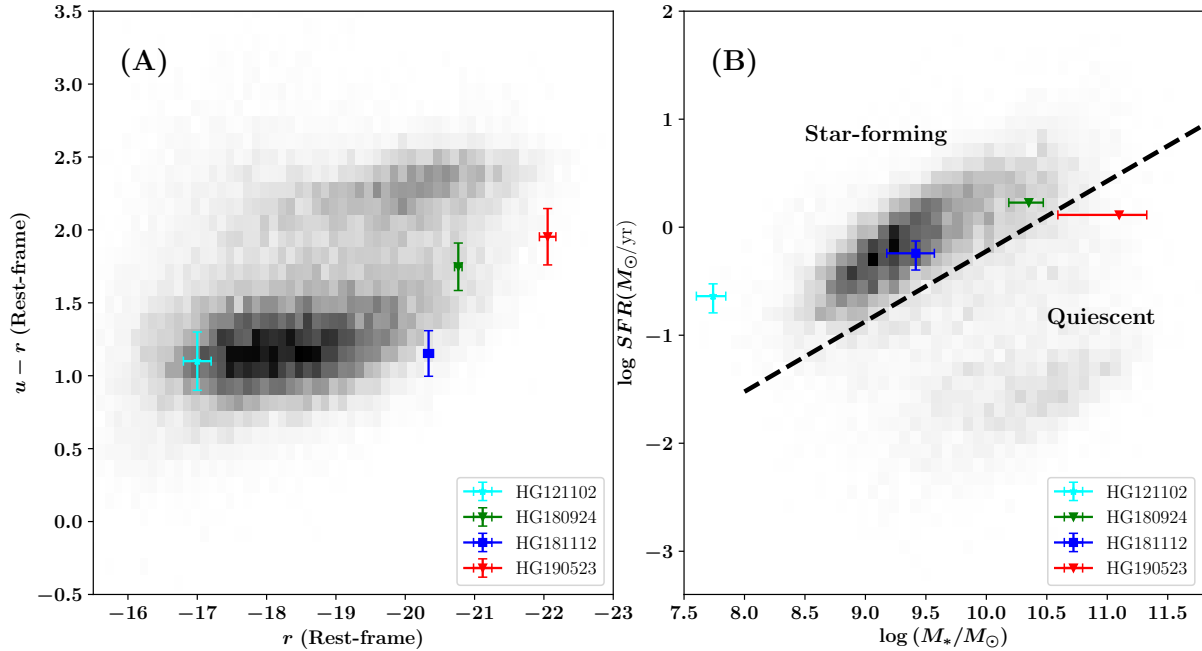 (A)
3.5
3.0
2.5
2.0
1.5
1.0
0.5
0.0
−0.5
u − r (Rest-frame)
−16 −17 −18 −19 −20 −21 −22 −23
r (Rest-frame)
HG121102
HG180924
HG181112
HG190523
(B)
2
1
0
−1
−2
−3
log SFR(M⊙/yr)
Star-forming
Quiescent
7.5 8.0 8.5 9.0 9.5 10.0 10.5 11.0 11.5
log (M*/M⊙)
HG121102
HG180924
HG181112
HG190523